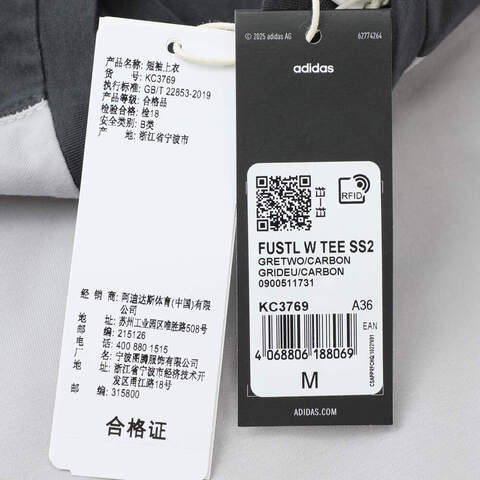 产品名称: 短袖上衣
货 号: KC3769
执行标准: GB/T 22853-2019
产品等级: 合格品
检验合格: 检18
安全类别: B类
产 地: 浙江省宁波市
经 销 商: 阿迪达斯体育(中国)有限公司
地 址: 苏州工业园区唯胜路508号
邮 编: 215126
电 话: 400 880 1515
厂 名: 宁波图腾服饰有限公司
地 址: 浙江省宁波市经济技术开
发区甬江路18号
邮 编: 315800
合格证
© 2025 adidas AG
62774264
adidas
11-11
RFID
FUSTL W TEE SS2
GRETWO/CARBON
GRIDEU/CARBON
0900511731
KC3769 A36
EAN
4 068806 188069
M
ADIDAS.COM